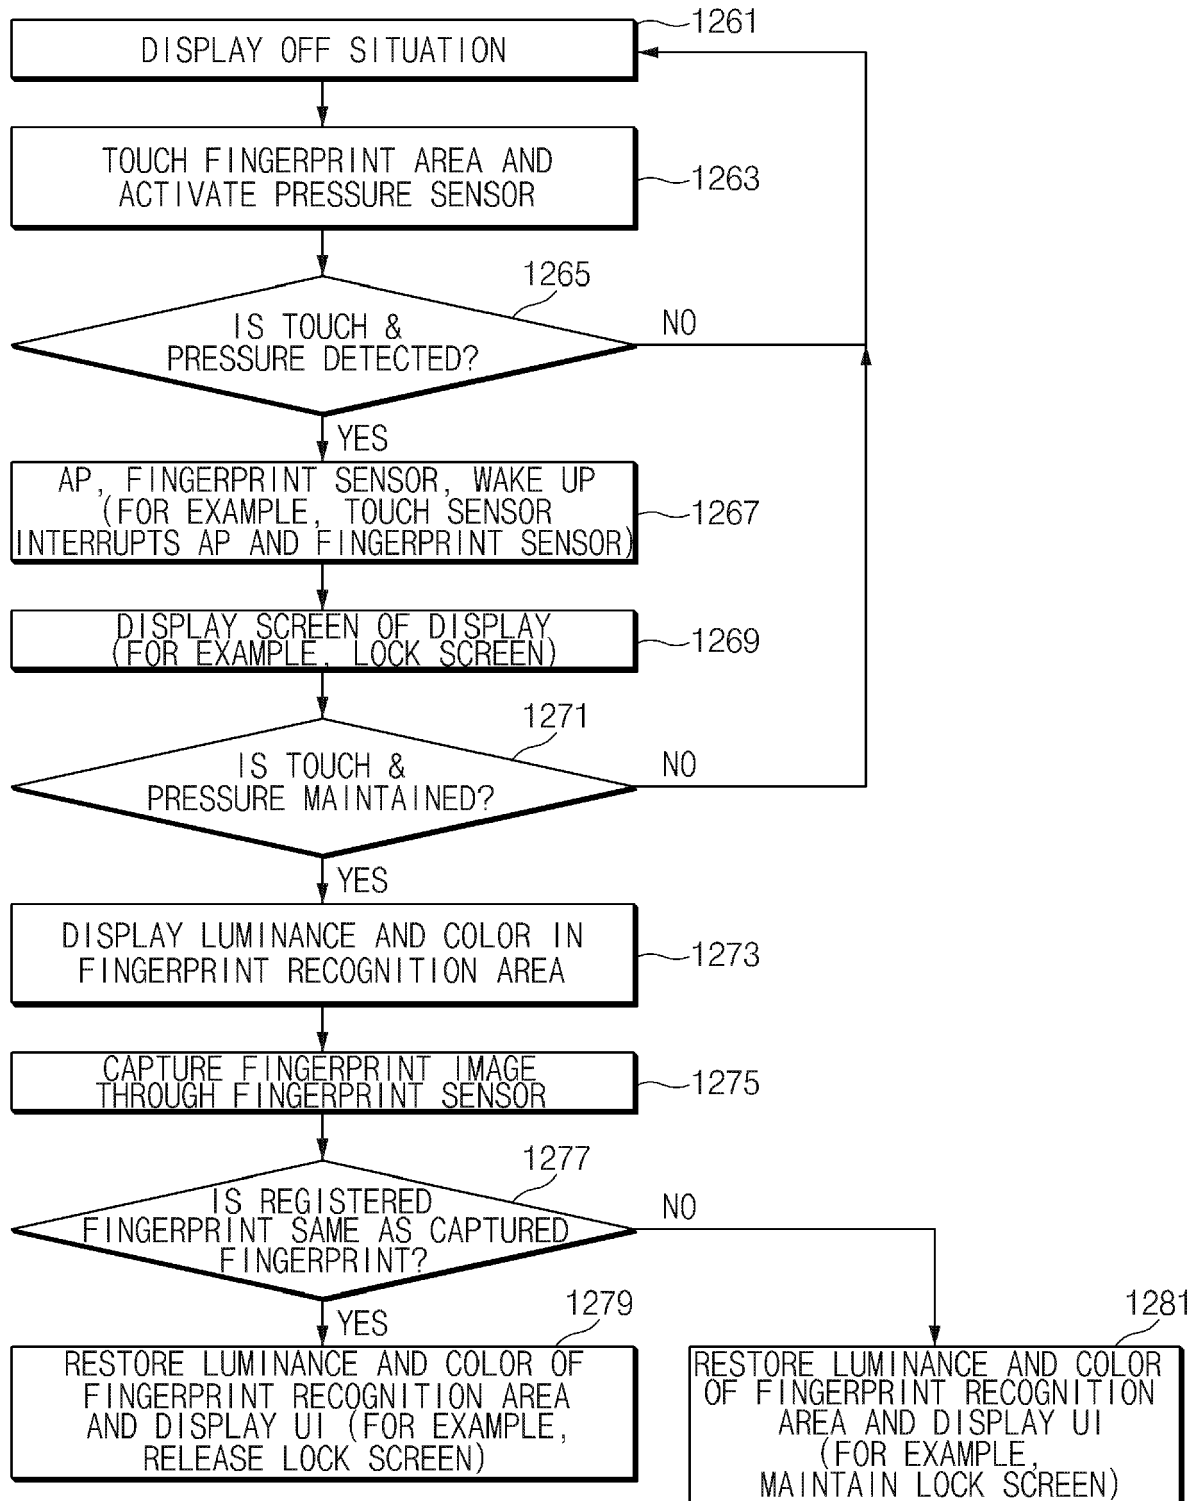 1261
DISPLAY OFF SITUATION
TOUCH FINGERPRINT AREA AND
ACTIVATE PRESSURE SENSOR
1263
1265
IS TOUCH &
PRESSURE DETECTED?
NO
YES
AP, FINGERPRINT SENSOR, WAKE UP
(FOR EXAMPLE, TOUCH SENSOR
INTERRUPTS AP AND FINGERPRINT SENSOR)
1267
DISPLAY SCREEN OF DISPLAY
(FOR EXAMPLE, LOCK SCREEN)
1269
1271
IS TOUCH &
PRESSURE MAINTAINED?
NO
YES
DISPLAY LUMINANCE AND COLOR IN
FINGERPRINT RECOGNITION AREA
1273
CAPTURE FINGERPRINT IMAGE
THROUGH FINGERPRINT SENSOR
1275
1277
IS REGISTERED
FINGERPRINT SAME AS CAPTURED
FINGERPRINT?
NO
YES
1279
RESTORE LUMINANCE AND COLOR OF
FINGERPRINT RECOGNITION AREA
AND DISPLAY UI (FOR EXAMPLE,
RELEASE LOCK SCREEN)
1281
RESTORE LUMINANCE AND COLOR
OF FINGERPRINT RECOGNITION
AREA AND DISPLAY UI
(FOR EXAMPLE,
MAINTAIN LOCK SCREEN)